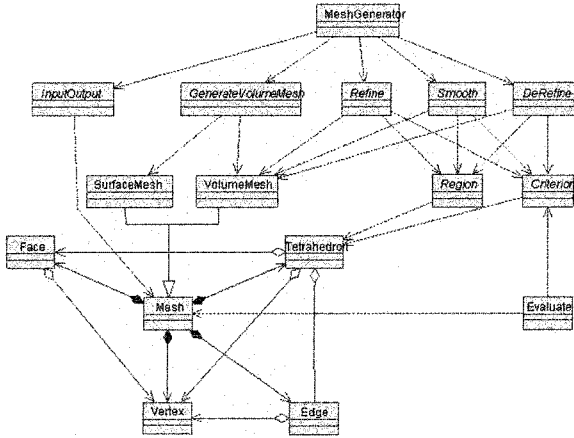 MeshGenerator
InputOutput GenerateVolumeMesh Refine Smooth DeRefine
SurfaceMesh VolumeMesh Region Criterion
Face Tetrahedron
Mesh Evaluate
Vertex Edge